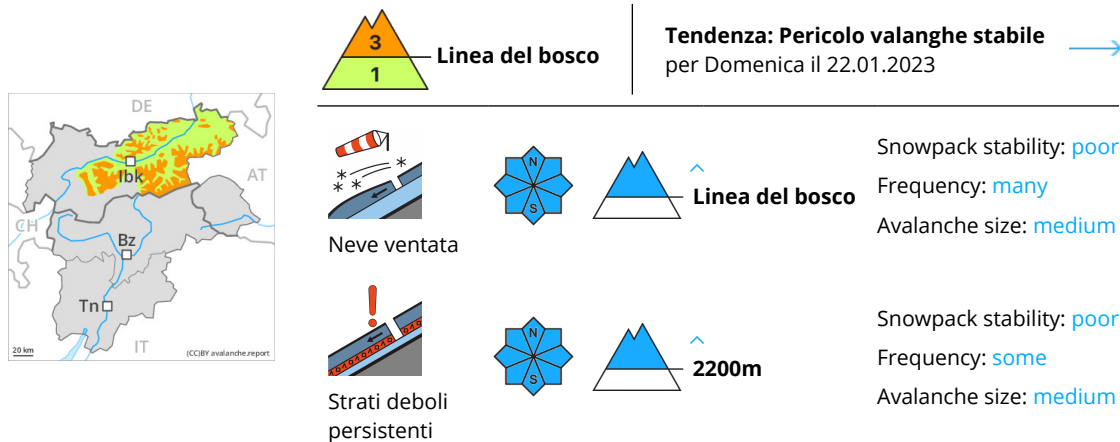 3
1
Linea del bosco
Tendenza: Pericolo valanghe stabile
per Domenica il 22.01.2023
DE
AT
CH
IT
Ibk
Bz
Tn
20 km
(CC)BY avalanche.report
N
S
Linea del bosco
Neve ventata
Snowpack stability: poor
Frequency: many
Avalanche size: medium
N
S
2200m
Strati deboli
persistenti
Snowpack stability: poor
Frequency: some
Avalanche size: medium